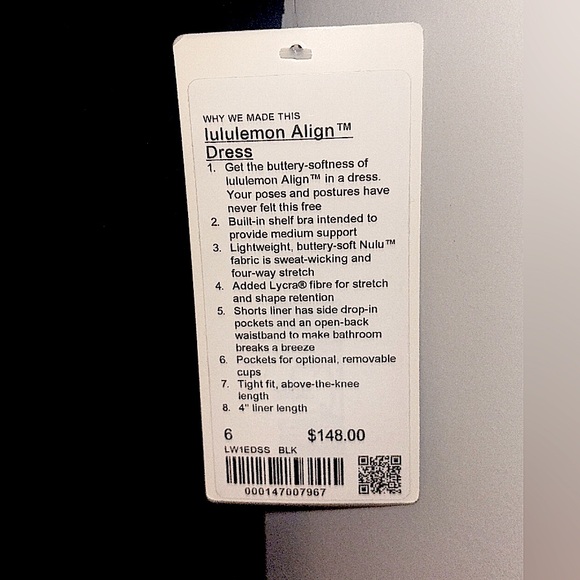 WHY WE MADE THIS
lululemon Align™
Dress
1. Get the buttery-softness of
lululemon Align™ in a dress.
Your poses and postures have
never felt this free
2. Built-in shelf bra intended to
provide medium support
3. Lightweight, buttery-soft Nulu™
fabric is sweat-wicking and
four-way stretch
4. Added Lycra® fibre for stretch
and shape retention
5. Shorts liner has side drop-in
pockets and an open-back
waistband to make bathroom
breaks a breeze
6. Pockets for optional, removable
cups
7. Tight fit, above-the-knee
length
8. 4" liner length
6 $148.00
LW1EDSS BLK
000147007967